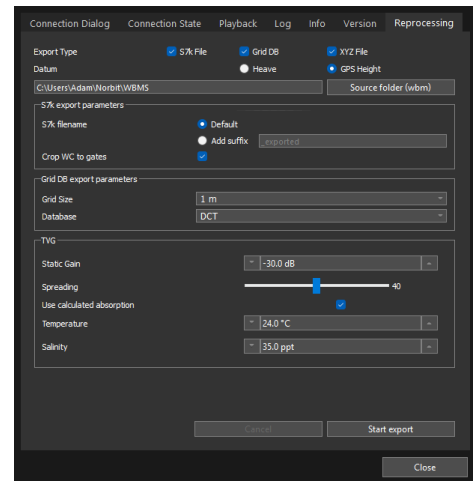 Connection Dialog Connection State Playback Log Info Version Reprocessing
Export Type S7k File Grid DB XYZ File
Datum Heave GPS Height
C:\Users\Adam\Norbit\WBMS Source folder (wbm)
S7k export parameters
S7k filename Default
Add suffix _exported
Crop WC to gates
Grid DB export parameters
Grid Size 1 m
Database DCT
TVG
Static Gain -30.0 dB
Spreading 40
Use calculated absorption
Temperature 24.0 °C
Salinity 35.0 ppt
Cancel Start export
Close